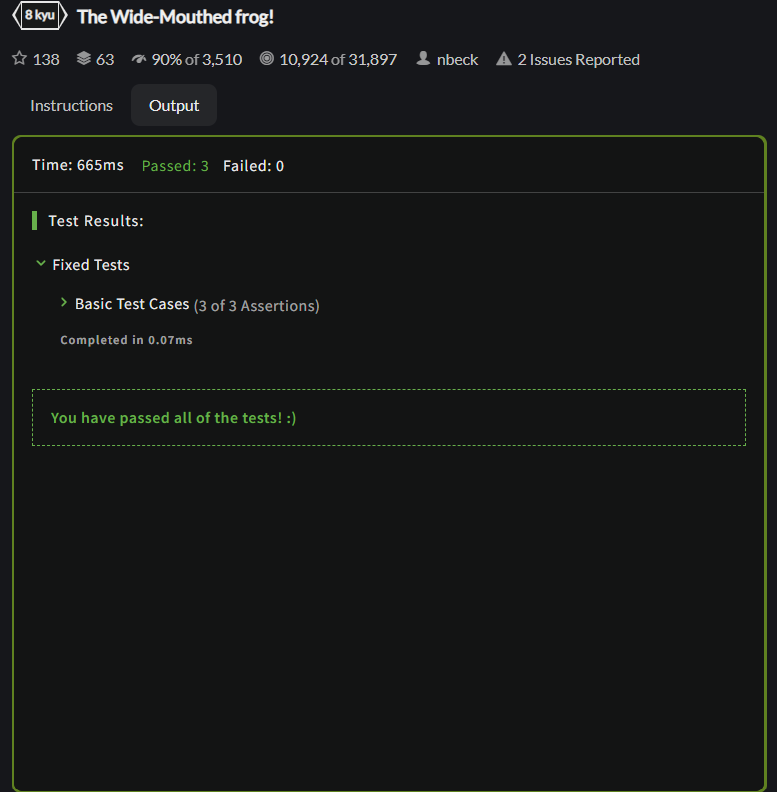 8 kyu The Wide-Mouthed frog!
138 63 90% of 3,510 10,924 of 31,897 nbeck 2 Issues Reported
Instructions Output
Time: 665ms Passed: 3 Failed: 0
Test Results:
Fixed Tests
Basic Test Cases (3 of 3 Assertions)
Completed in 0.07ms
You have passed all of the tests! :)